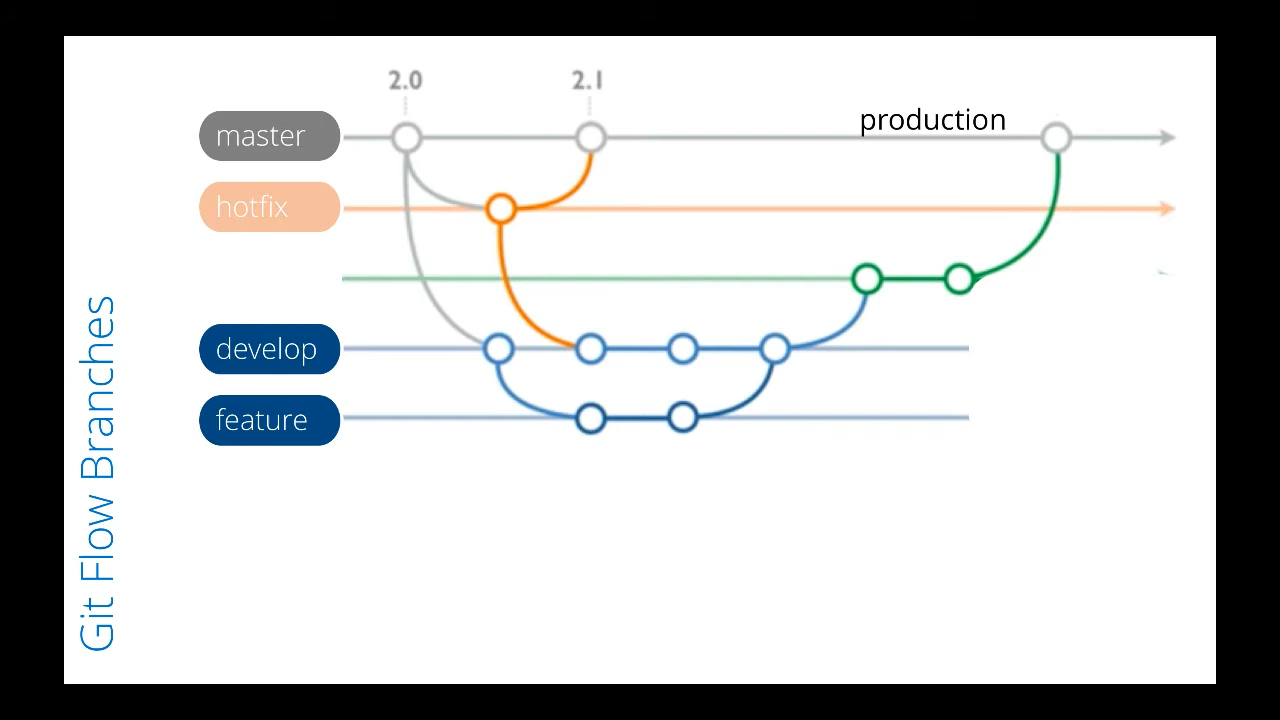 2.0 2.1
production
master
hotfix
develop
feature
Git Flow Branches